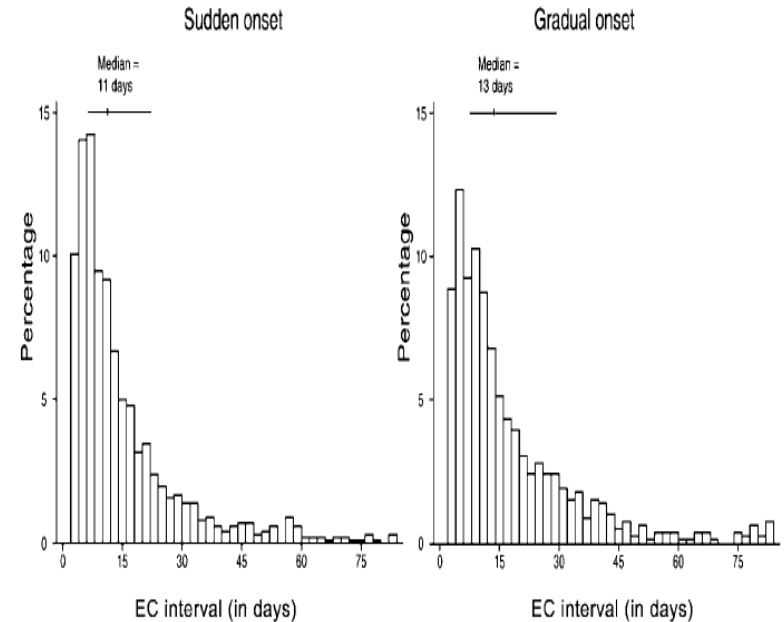 Sudden onset
Median =
11 days
15
10
5
0
Percentage
0 15 30 45 60 75
EC interval (in days)
Gradual onset
Median =
13 days
15
10
5
0
Percentage
0 15 30 45 60 75
EC interval (in days)